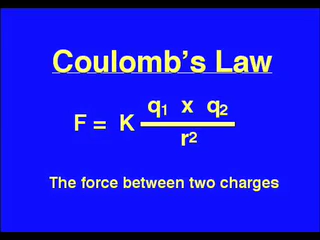 Coulomb's Law
F = K q₁ x q₂ / r²
The force between two charges